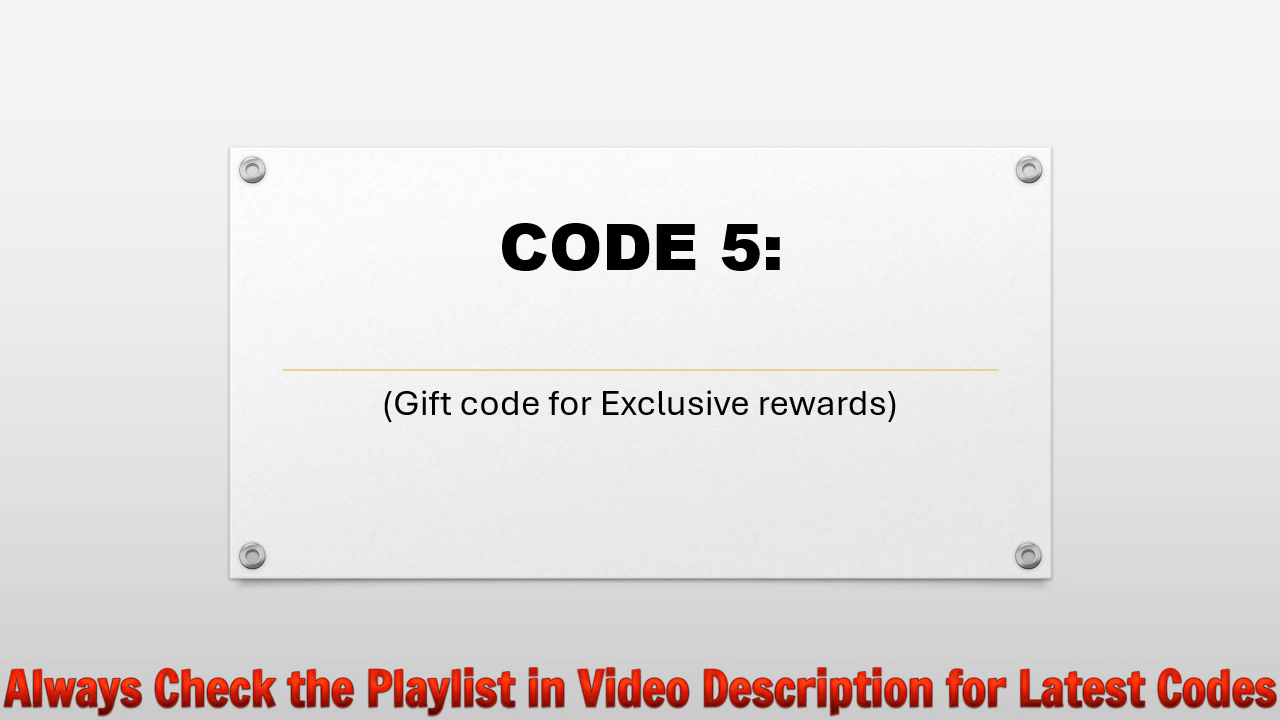 CODE 5:
(Gift code for Exclusive rewards)
Always Check the Playlist in Video Description for Latest Codes